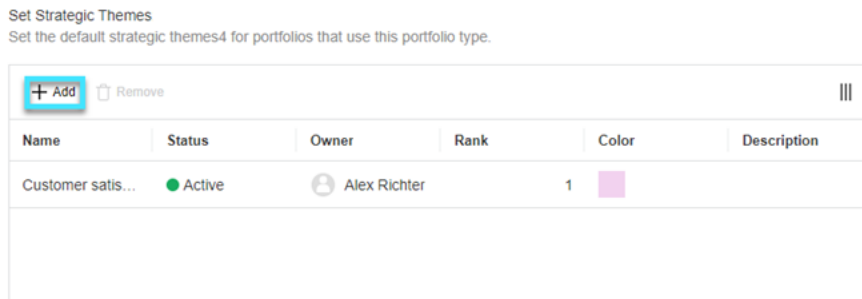 Set Strategic Themes
Set the default strategic themes4 for portfolios that use this portfolio type.
+ Add Remove
Name Status Owner Rank Color Description
Customer satis... Active Alex Richter 1